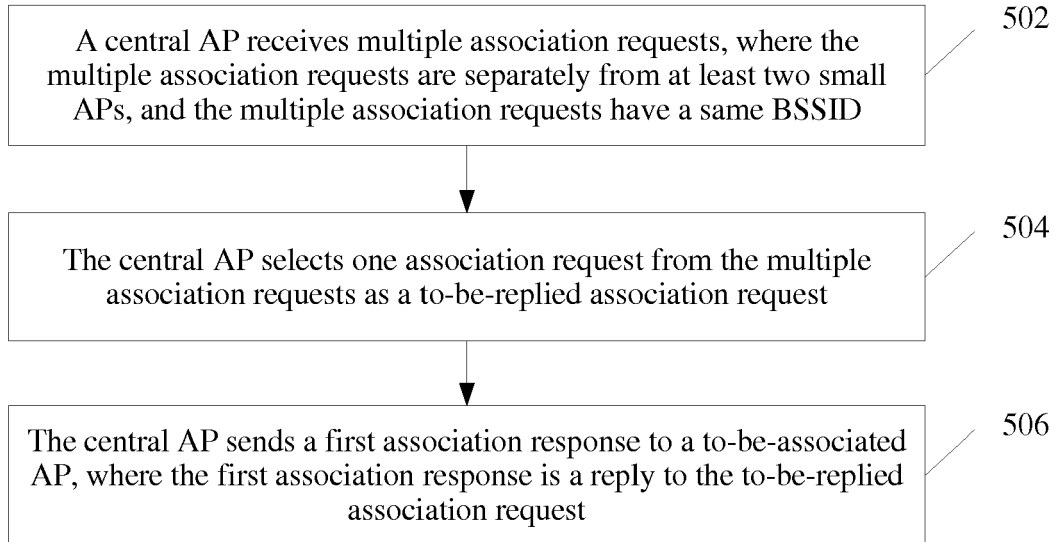 502
A central AP receives multiple association requests, where the
multiple association requests are separately from at least two small
APs, and the multiple association requests have a same BSSID
504
The central AP selects one association request from the multiple
association requests as a to-be-replied association request
506
The central AP sends a first association response to a to-be-associated
AP, where the first association response is a reply to the to-be-replied
association request